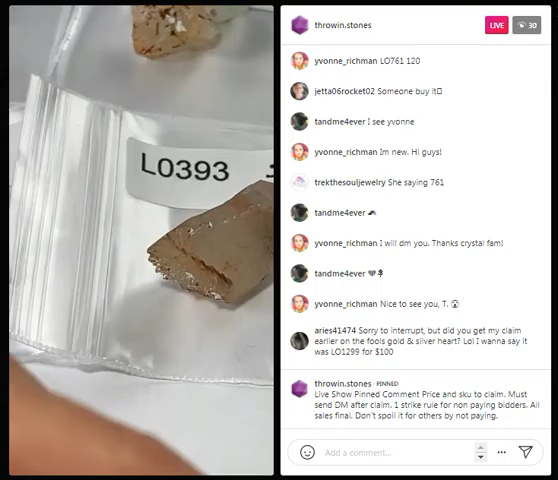 L0393
throwin.stones
LIVE
30
yvonne_richman LO761 120
jetta06rocket02 Someone buy it
tandme4ever I see yvonne
yvonne_richman Im new. Hi guys!
trekthesouljewelry She saying 761
tandme4ever
yvonne_richman I will dm you. Thanks crystal fam!
tandme4ever
yvonne_richman Nice to see you, T.
aries41474 Sorry to interrupt, but did you get my claim
earlier on the fools gold & silver heart? Lol I wanna say it
was LO1299 for $100
throwin.stones · PINNED
Live Show Pinned Comment Price and sku to claim. Must
send DM after claim. 1 strike rule for non paying bidders. All
sales final. Don't spoil it for others by not paying.
Add a comment...